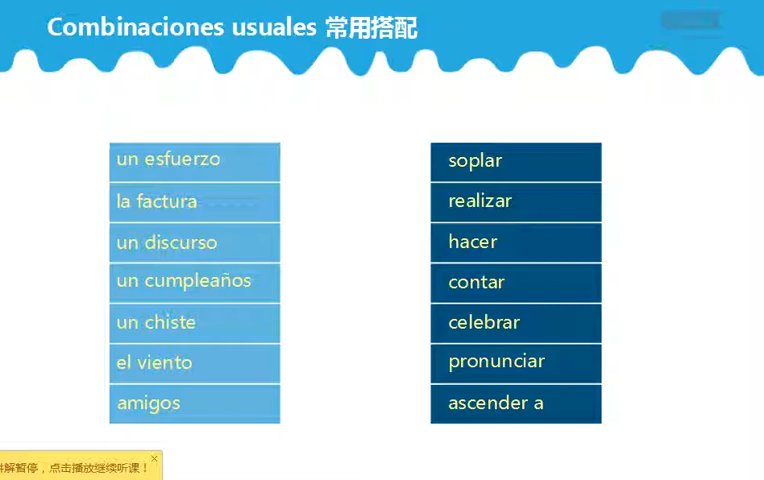 Combinaciones usuales 常用搭配
un esfuerzo
la factura
un discurso
un cumpleaños
un chiste
el viento
amigos
soplar
realizar
hacer
contar
celebrar
pronunciar
ascender a
讲解暂停，点击播放继续听课！